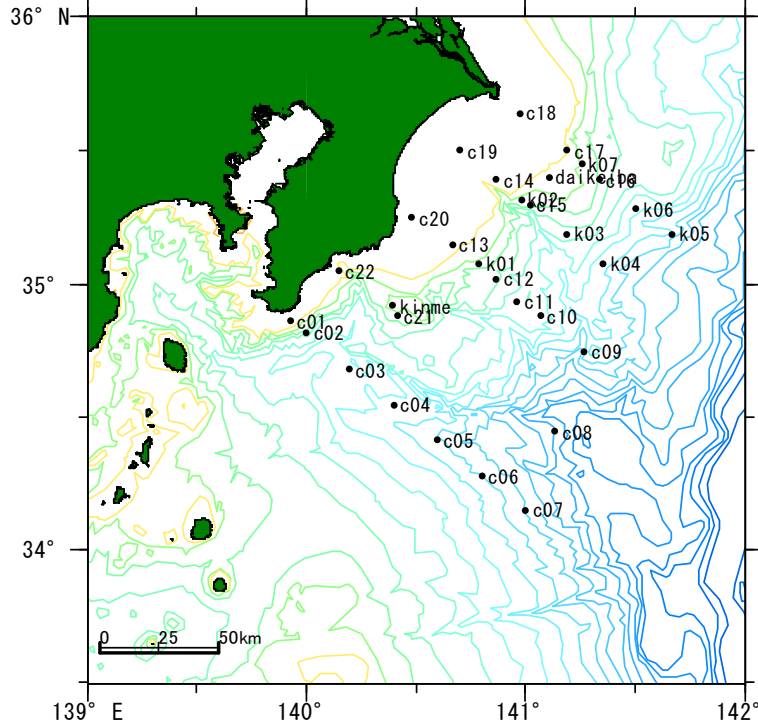 36° N
c18
c19
c17
k07
c14
daikeiba
c16
k02
c15
k06
c20
k03
k05
c13
k01
k04
c22
c12
35°
kinme
c11
c21
c10
c01
c02
c09
c03
c04
c08
c05
c06
c07
34°
0 25 50km
139° E
140°
141°
142°